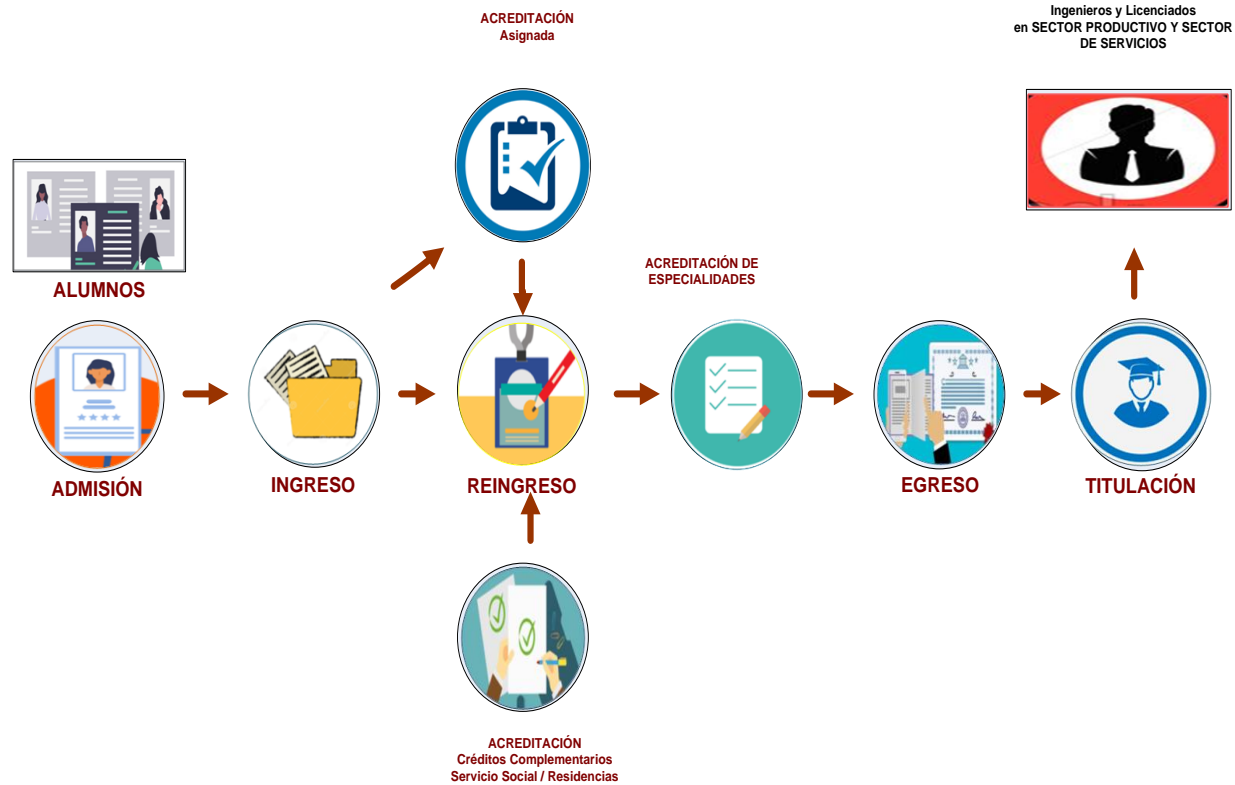 ACREDITACIÓN
Asignada
Ingenieros y Licenciados
en SECTOR PRODUCTIVO Y SECTOR
DE SERVICIOS
ALUMNOS
ACREDITACIÓN DE
ESPECIALIDADES
ADMISIÓN
INGRESO
REINGRESO
EGRESO
TITULACIÓN
ACREDITACIÓN
Créditos Complementarios
Servicio Social / Residencias